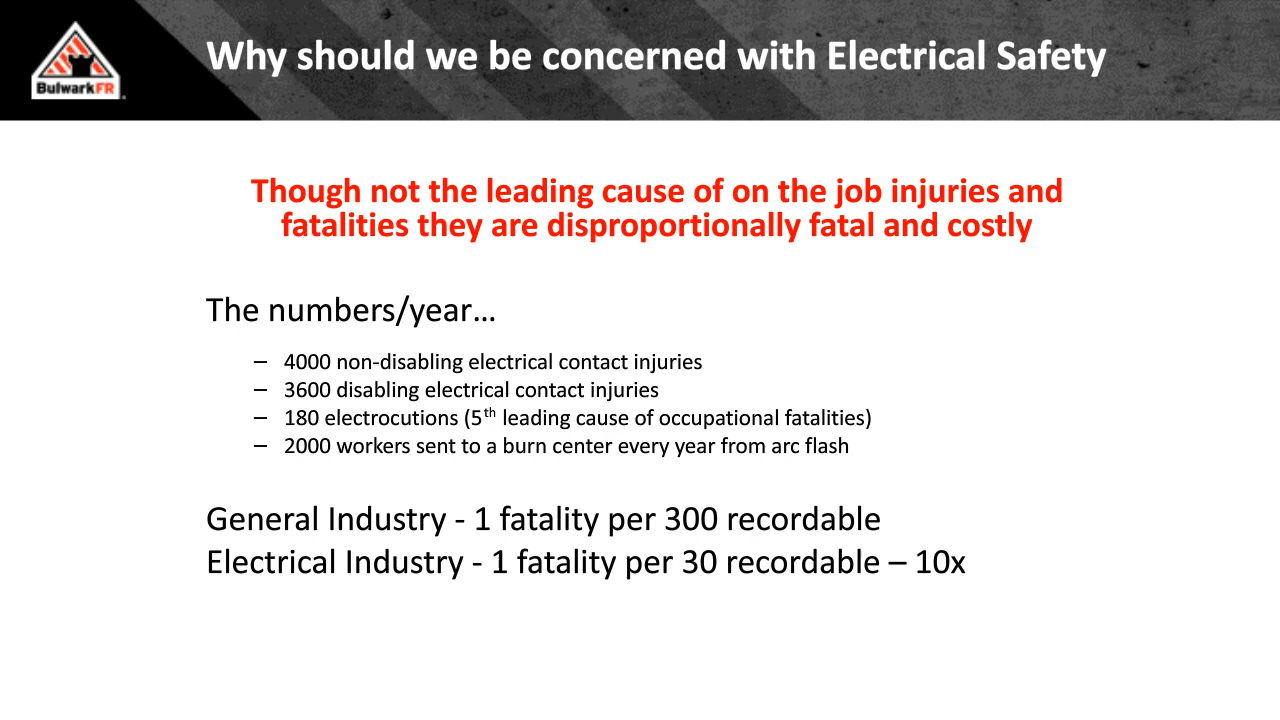 BulwarkFR
Why should we be concerned with Electrical Safety
Though not the leading cause of on the job injuries and
fatalities they are disproportionally fatal and costly
The numbers/year…
– 4000 non-disabling electrical contact injuries
– 3600 disabling electrical contact injuries
– 180 electrocutions (5th leading cause of occupational fatalities)
– 2000 workers sent to a burn center every year from arc flash
General Industry - 1 fatality per 300 recordable
Electrical Industry - 1 fatality per 30 recordable – 10x